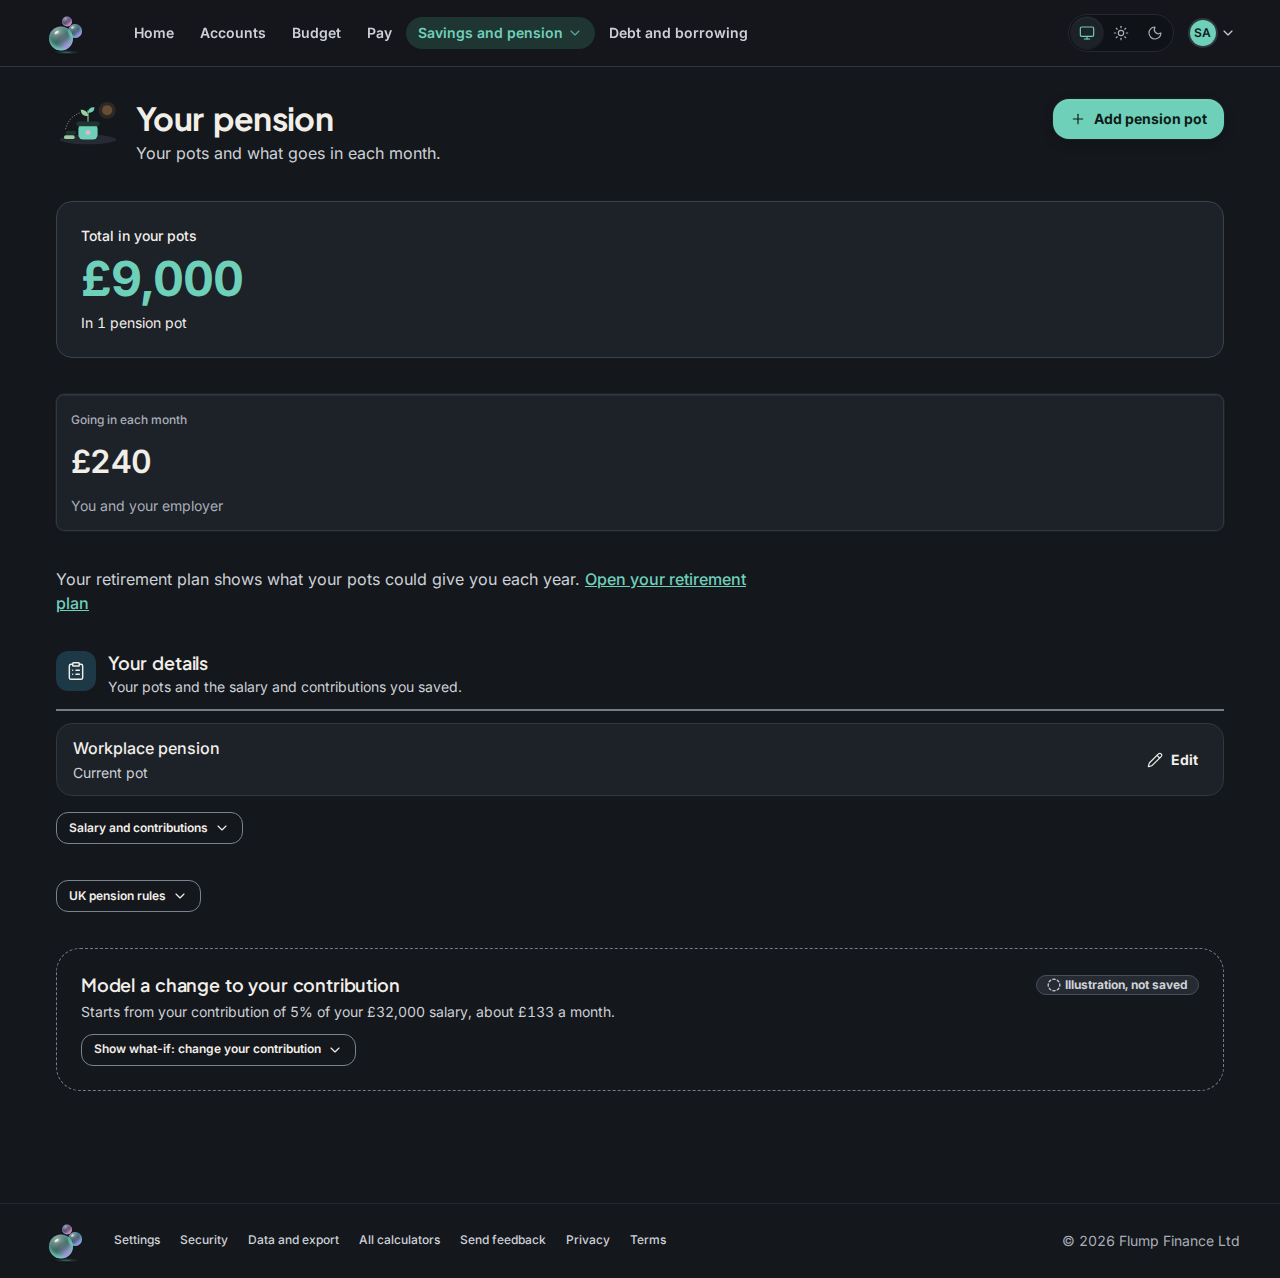 Home Accounts Budget Pay Savings and pension Debt and borrowing SA
Your pension
Your pots and what goes in each month.
Add pension pot
Total in your pots
£9,000
In 1 pension pot
Going in each month
£240
You and your employer
Your retirement plan shows what your pots could give you each year. Open your retirement
plan
Your details
Your pots and the salary and contributions you saved.
Workplace pension
Current pot
Edit
Salary and contributions
UK pension rules
Model a change to your contribution
Illustration, not saved
Starts from your contribution of 5% of your £32,000 salary, about £133 a month.
Show what-if: change your contribution
Settings Security Data and export All calculators Send feedback Privacy Terms © 2026 Flump Finance Ltd